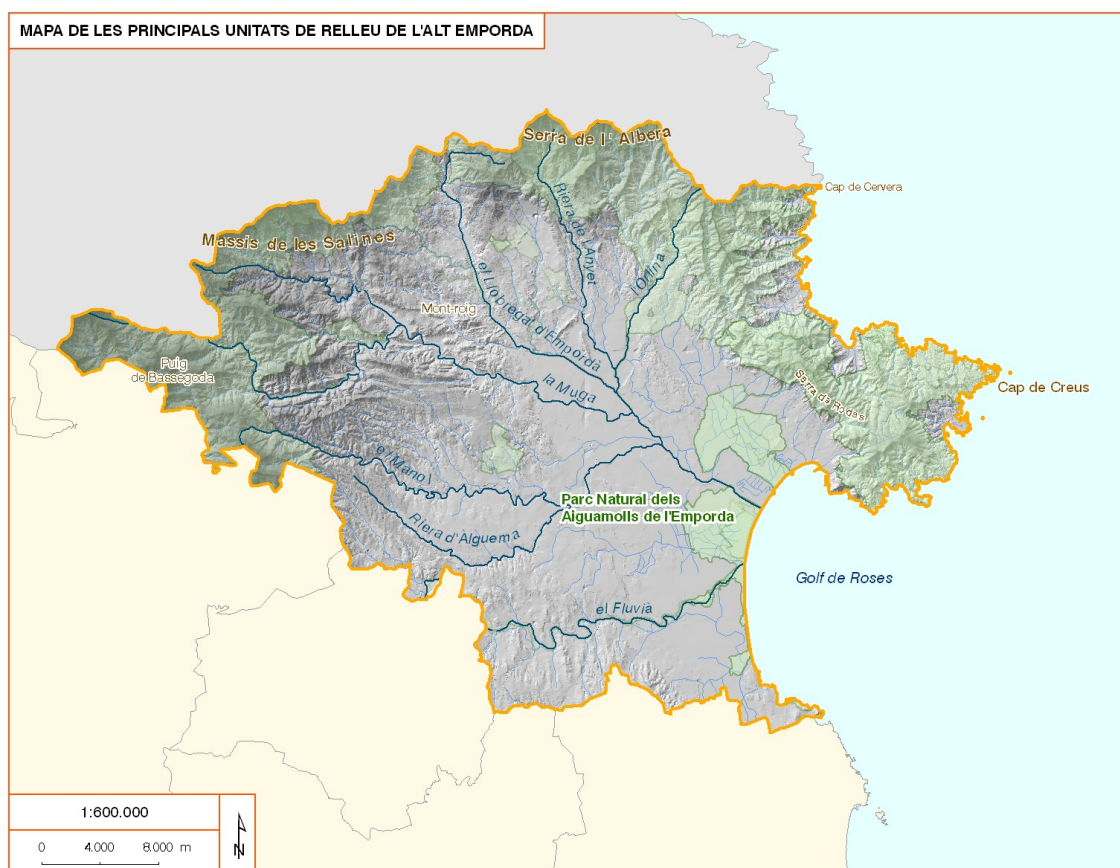 MAPA DE LES PRINCIPALS UNITATS DE RELLEU DE L'ALT EMPORDA
Serra de l' Albera
Cap de Cervera
Riera de l'Anyet
Massis de les Salines
l'Orlina
el Llobregat d'Empordà
Mont-roig
Puig
de Bassegoda
Serra de Rodes
Cap de Creus
la Muga
el Manol
Parc Natural dels
Aiguamolls de l'Emporda
Riera d'Àlguema
Golf de Roses
el Fluvià
1:600.000
0 4.000 8.000 m
N